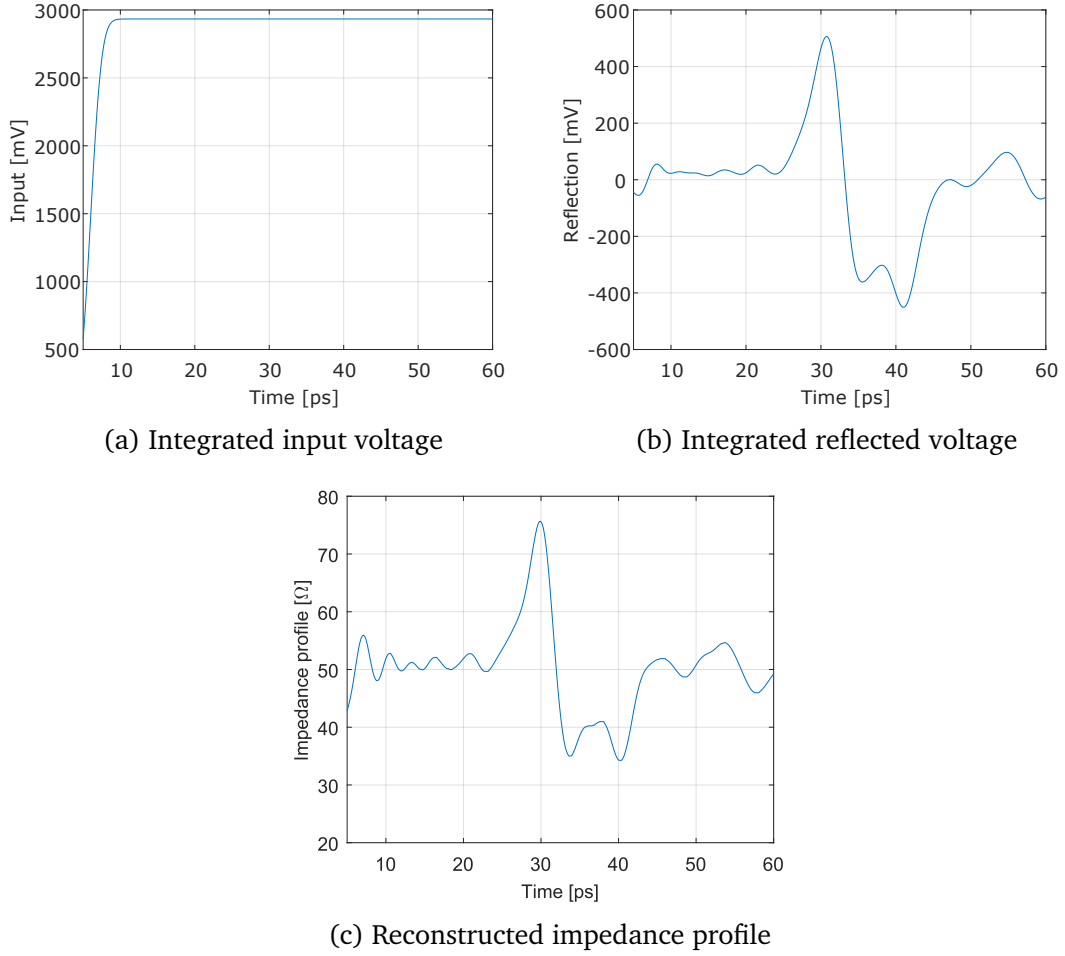 3000
2500
2000
1500
1000
500
10 20 30 40 50 60
Input [mV]
Time [ps]
(a) Integrated input voltage
600
400
200
0
-200
-400
-600
10 20 30 40 50 60
Reflection [mV]
Time [ps]
(b) Integrated reflected voltage
80
70
60
50
40
30
20
10 20 30 40 50 60
Impedance profile [Ω]
Time [ps]
(c) Reconstructed impedance profile